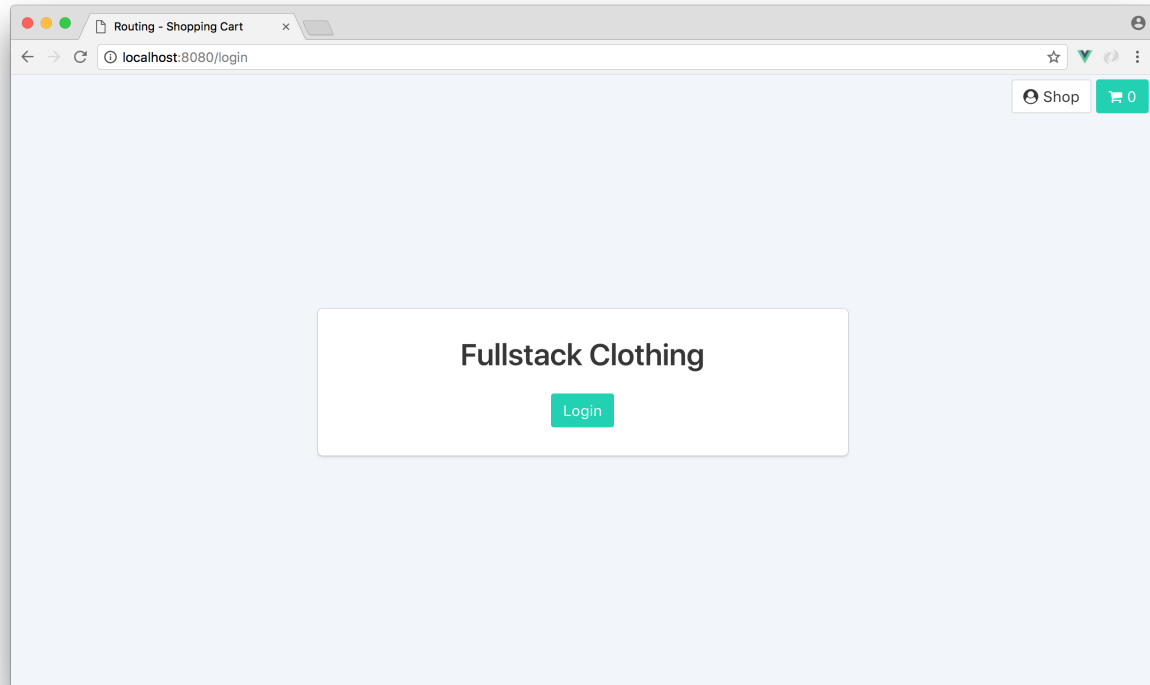 Routing - Shopping Cart
localhost:8080/login
Shop
0
Fullstack Clothing
Login